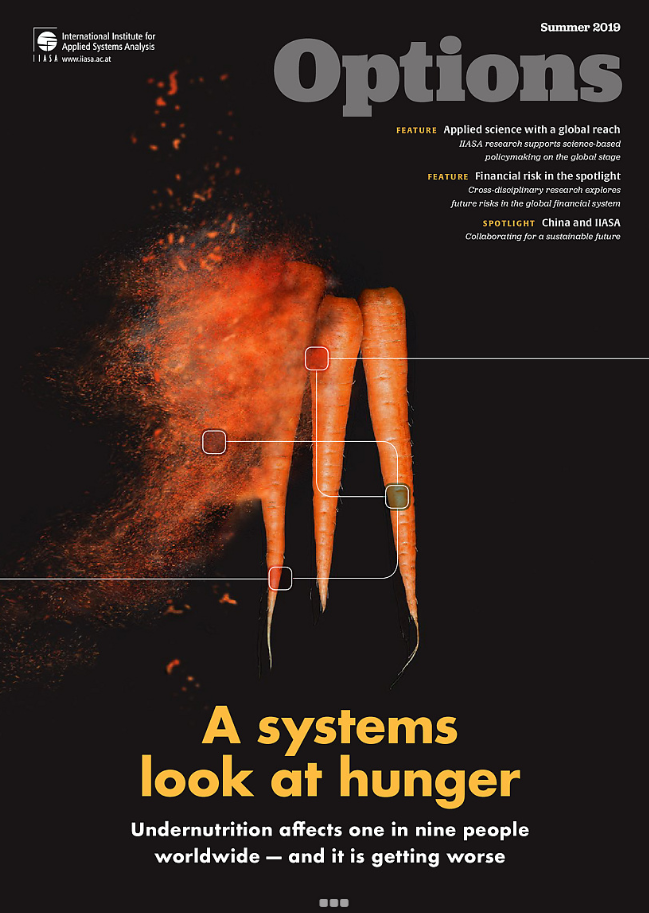 International Institute for
Applied Systems Analysis
IIASA www.iiasa.ac.at
Summer 2019
Options
FEATURE Applied science with a global reach
IIASA research supports science-based
policymaking on the global stage
FEATURE Financial risk in the spotlight
Cross-disciplinary research explores
future risks in the global financial system
SPOTLIGHT China and IIASA
Collaborating for a sustainable future
A systems
look at hunger
Undernutrition affects one in nine people
worldwide — and it is getting worse